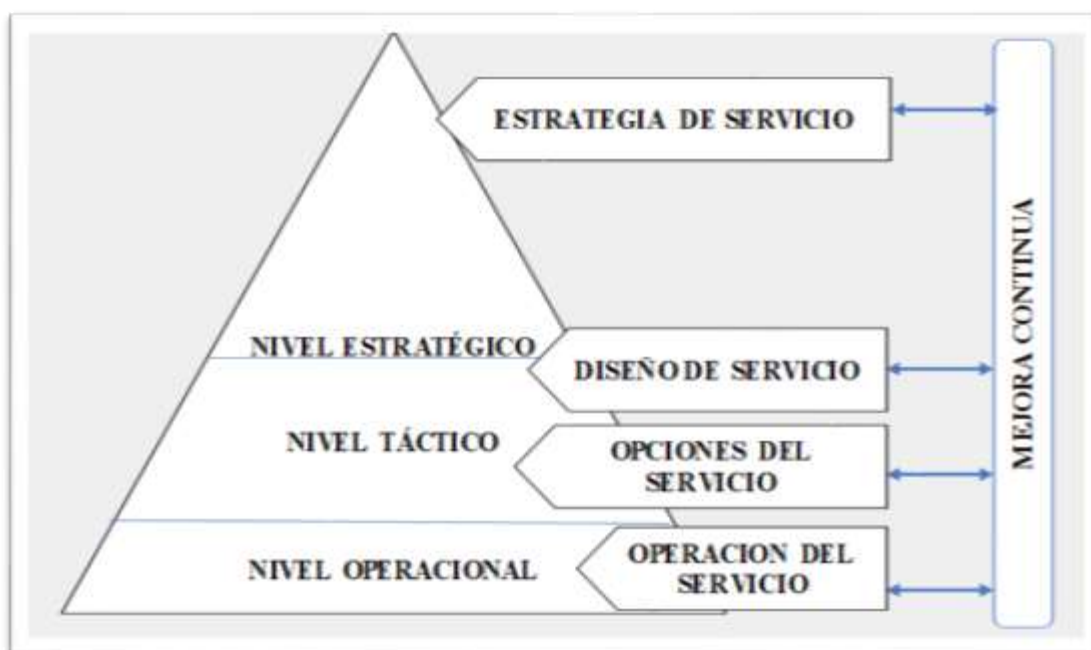 ESTRATEGIA DE SERVICIO
NIVEL ESTRATÉGICO
DISEÑO DE SERVICIO
NIVEL TÁCTICO
OPCIONES DEL
SERVICIO
NIVEL OPERACIONAL
OPERACION DEL
SERVICIO
MEJORA CONTINUA